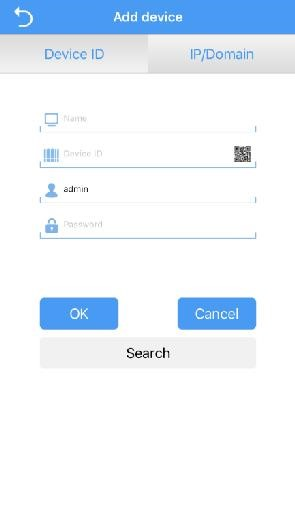 Add device
Device ID IP/Domain
Name
Device ID
admin
Password
OK Cancel
Search